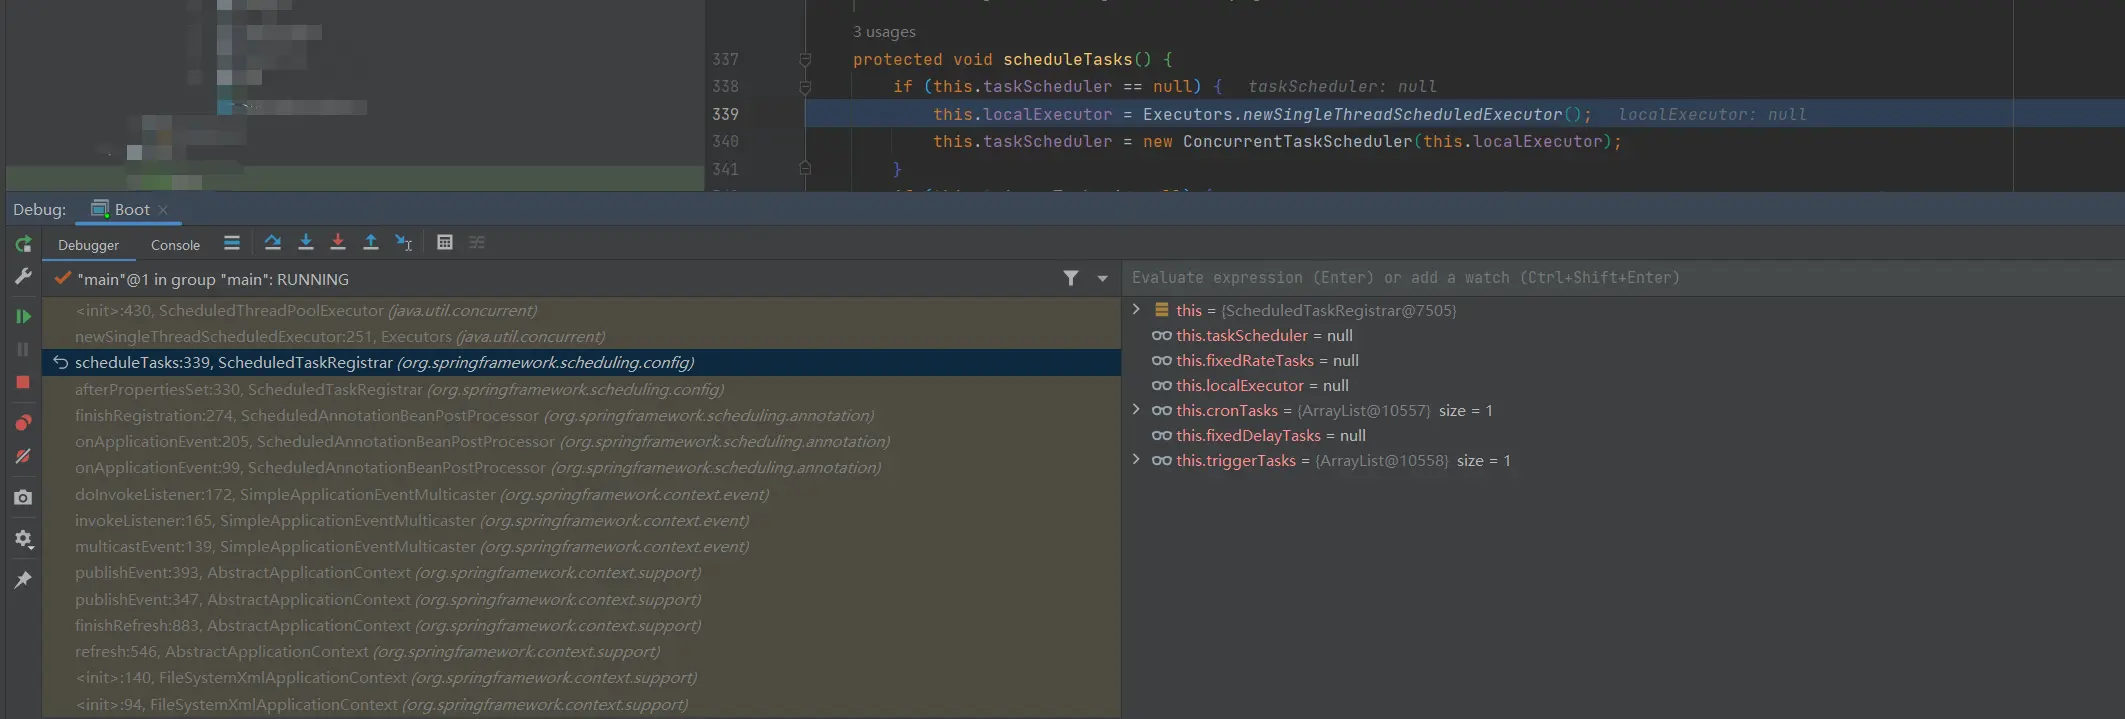 3 usages
337 protected void scheduleTasks() {
338 if (this.taskScheduler == null) { taskScheduler: null
339 this.localExecutor = Executors.newSingleThreadScheduledExecutor(); localExecutor: null
340 this.taskScheduler = new ConcurrentTaskScheduler(this.localExecutor);
341 }
Debug: Boot
Debugger Console
"main"@1 in group "main": RUNNING
<init>:430, ScheduledThreadPoolExecutor (java.util.concurrent)
newSingleThreadScheduledExecutor:251, Executors (java.util.concurrent)
scheduleTasks:339, ScheduledTaskRegistrar (org.springframework.scheduling.config)
afterPropertiesSet:330, ScheduledTaskRegistrar (org.springframework.scheduling.config)
finishRegistration:274, ScheduledAnnotationBeanPostProcessor (org.springframework.scheduling.annotation)
onApplicationEvent:205, ScheduledAnnotationBeanPostProcessor (org.springframework.scheduling.annotation)
onApplicationEvent:99, ScheduledAnnotationBeanPostProcessor (org.springframework.scheduling.annotation)
doInvokeListener:172, SimpleApplicationEventMulticaster (org.springframework.context.event)
invokeListener:165, SimpleApplicationEventMulticaster (org.springframework.context.event)
multicastEvent:139, SimpleApplicationEventMulticaster (org.springframework.context.event)
publishEvent:393, AbstractApplicationContext (org.springframework.context.support)
publishEvent:347, AbstractApplicationContext (org.springframework.context.support)
finishRefresh:883, AbstractApplicationContext (org.springframework.context.support)
refresh:546, AbstractApplicationContext (org.springframework.context.support)
<init>:140, FileSystemXmlApplicationContext (org.springframework.context.support)
<init>:94, FileSystemXmlApplicationContext (org.springframework.context.support)
Evaluate expression (Enter) or add a watch (Ctrl+Shift+Enter)
this = {ScheduledTaskRegistrar@7505}
this.taskScheduler = null
this.fixedRateTasks = null
this.localExecutor = null
this.cronTasks = {ArrayList@10557} size = 1
this.fixedDelayTasks = null
this.triggerTasks = {ArrayList@10558} size = 1